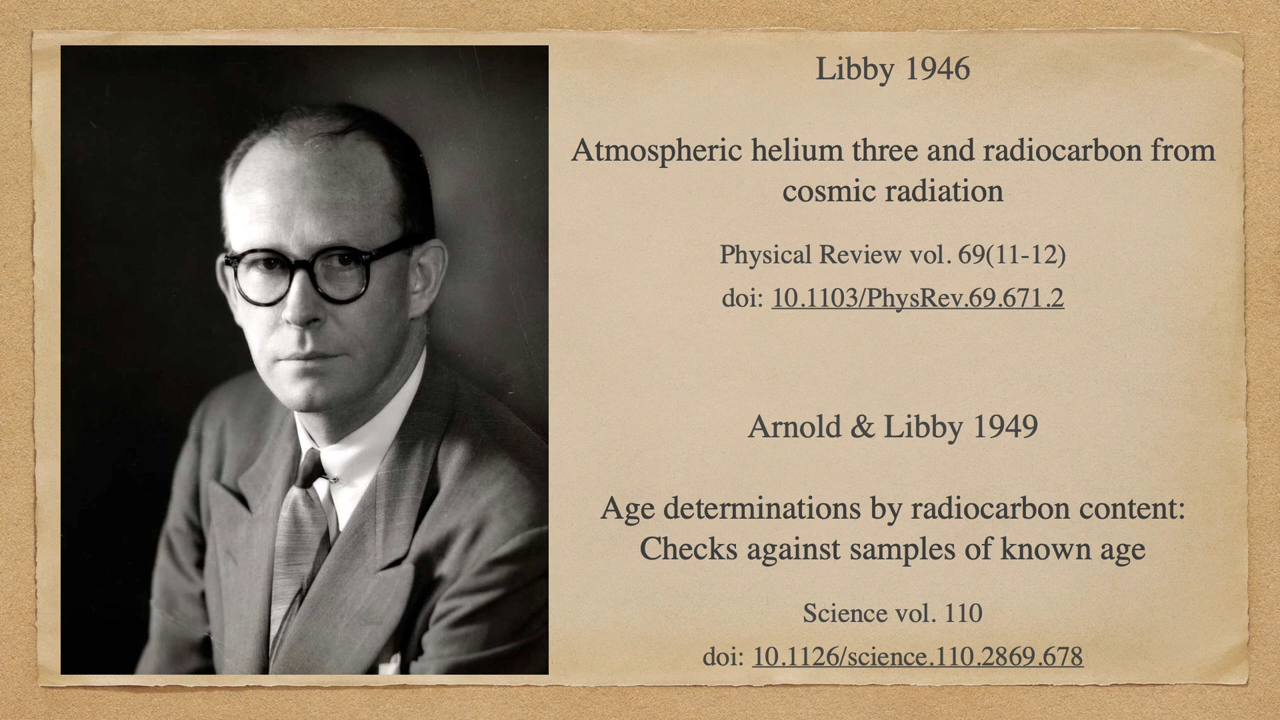 Libby 1946
Atmospheric helium three and radiocarbon from
cosmic radiation
Physical Review vol. 69(11-12)
doi: 10.1103/PhysRev.69.671.2
Arnold & Libby 1949
Age determinations by radiocarbon content:
Checks against samples of known age
Science vol. 110
doi: 10.1126/science.110.2869.678